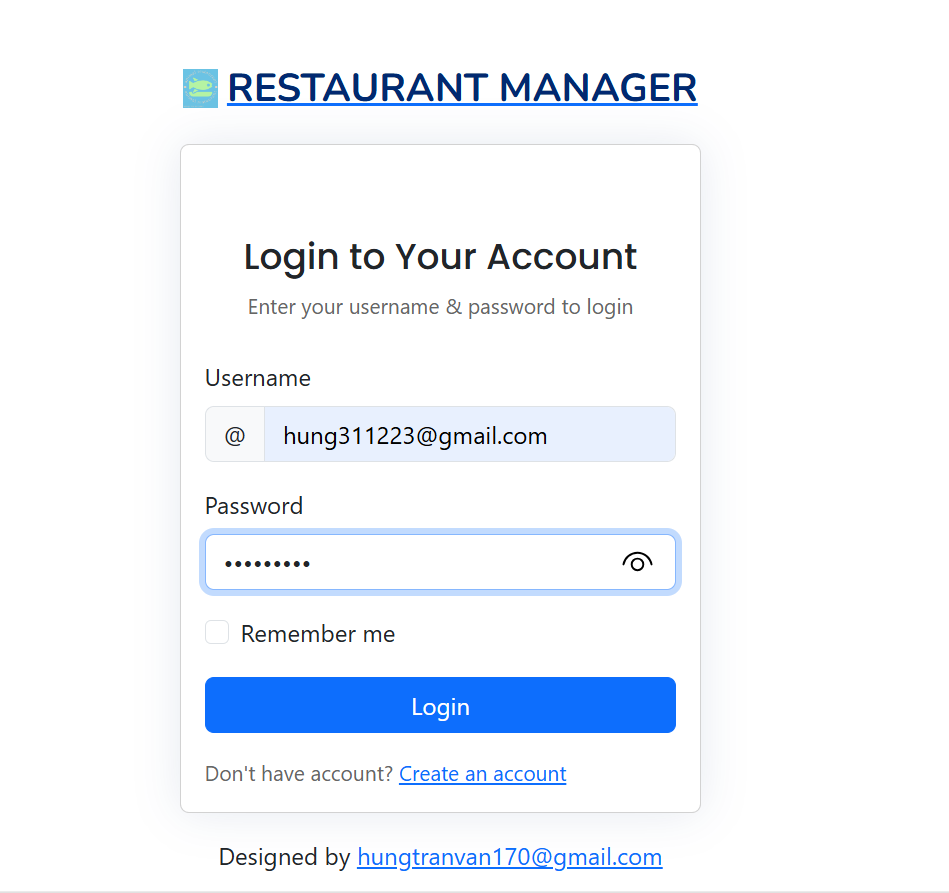 RESTAURANT MANAGER
Login to Your Account
Enter your username & password to login
Username
@ hung311223@gmail.com
Password
•••••••••
Remember me
Login
Don't have account? Create an account
Designed by hungtranvan170@gmail.com